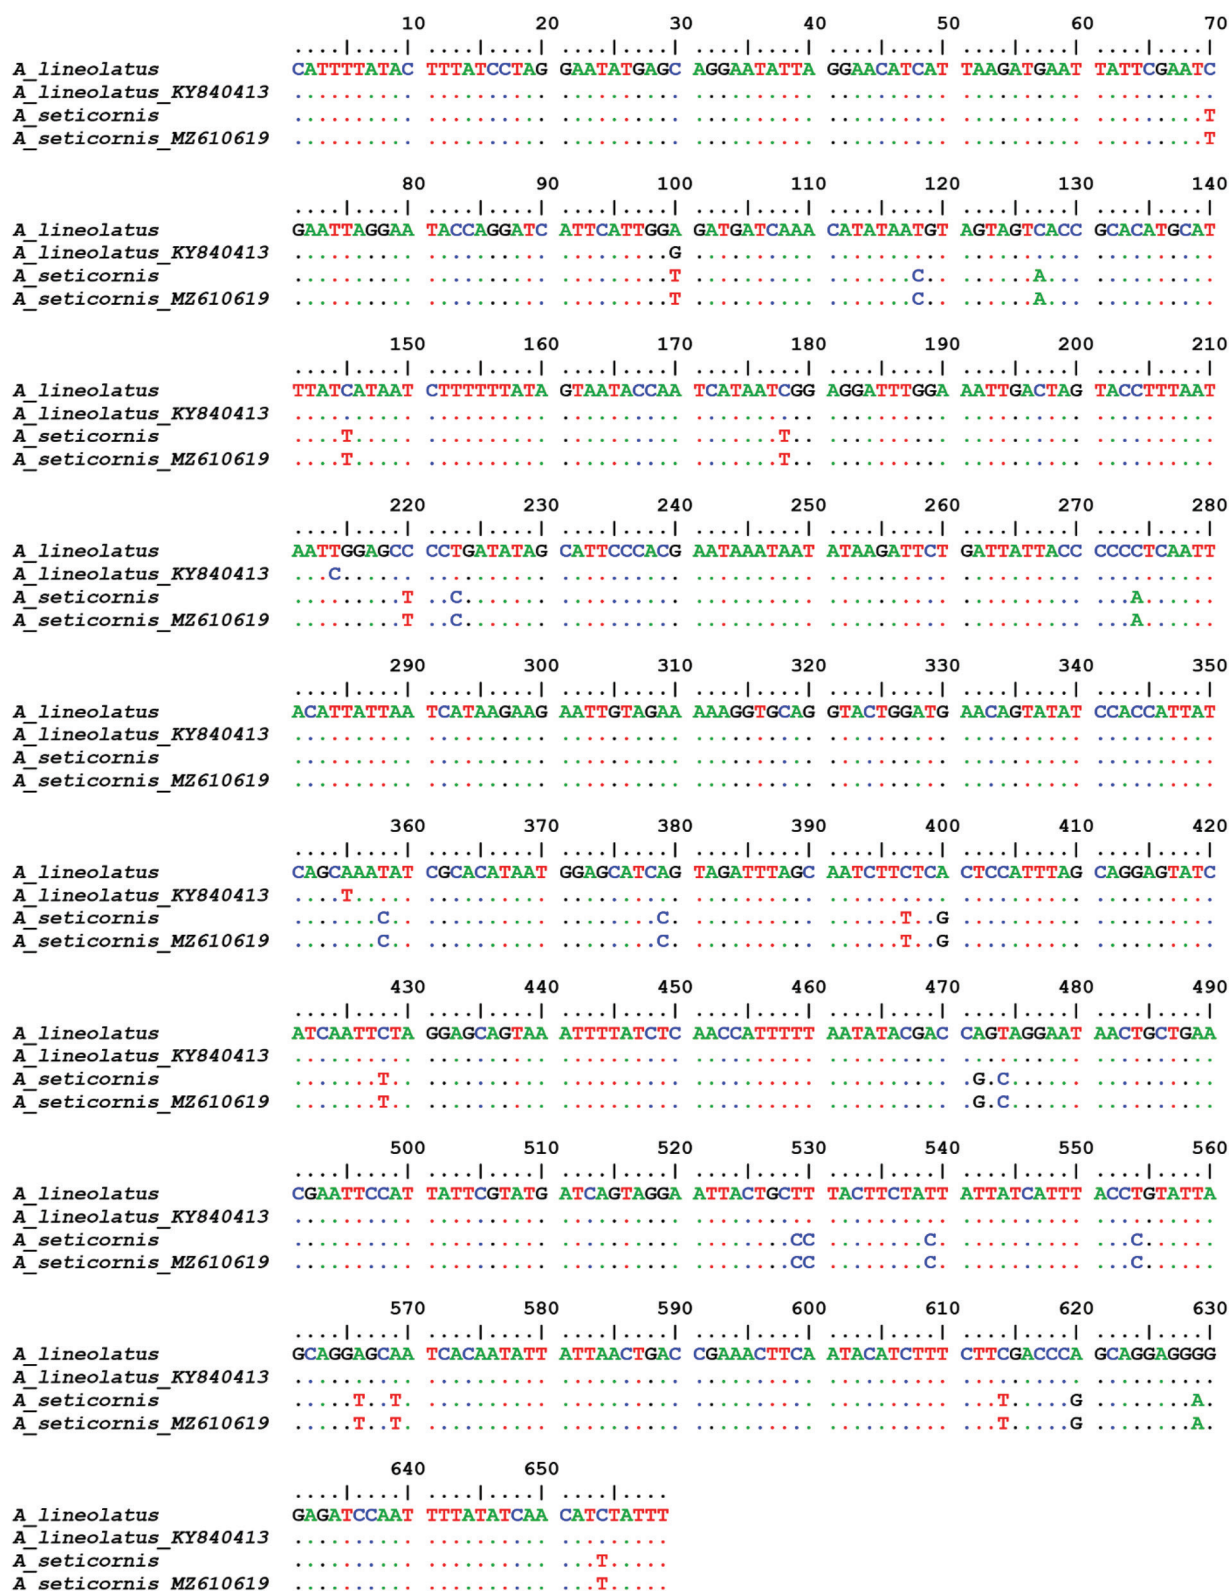 10 20 30 40 50 60 70
....|....| ....|....| ....|....| ....|....| ....|....| ....|....| ....|....|
A_lineolatus CATTTTATAC TTTATCCTAG GAATATGAGC AGGAATATTA GGAACATCAT TAAGATGAAT TATTCGAATC
A_lineolatus_KY840413 .......... .......... .......... .......... .......... .......... ..........
A_seticornis .......... .......... .......... .......... .......... .......... .........T
A_seticornis_MZ610619 .......... .......... .......... .......... .......... .......... .........T
80 90 100 110 120 130 140
....|....| ....|....| ....|....| ....|....| ....|....| ....|....| ....|....|
A_lineolatus GAATTAGGAA TACCAGGATC ATTCATTGGA GATGATCAAA CATATAATGT AGTAGTCACC GCACATGCAT
A_lineolatus_KY840413 .......... .......... .........G .......... .......... .......... ..........
A_seticornis .......... .......... .........T .......... .......C.. ......A... ..........
A_seticornis_MZ610619 .......... .......... .........T .......... .......C.. ......A... ..........
150 160 170 180 190 200 210
....|....| ....|....| ....|....| ....|....| ....|....| ....|....| ....|....|
A_lineolatus TTATCATAAT CTTTTTTATA GTAATACCAA TCATAATCGG AGGATTTGGA AATTGACTAG TACCTTTAAT
A_lineolatus_KY840413 .......... .......... .......... .......... .......... .......... ..........
A_seticornis ....T..... .......... .......... .......T.. .......... .......... ..........
A_seticornis_MZ610619 ....T..... .......... .......... .......T.. .......... .......... ..........
220 230 240 250 260 270 280
....|....| ....|....| ....|....| ....|....| ....|....| ....|....| ....|....|
A_lineolatus AATTGGAGCC CCTGATATAG CATTCCCACG AATAAATAAT ATAAGATTCT GATTATTACC CCCCTCAATT
A_lineolatus_KY840413 ...C...... .......... .......... .......... .......... .......... ..........
A_seticornis .........T ..C....... .......... .......... .......... .......... ...A......
A_seticornis_MZ610619 .........T ..C....... .......... .......... .......... .......... ...A......
290 300 310 320 330 340 350
....|....| ....|....| ....|....| ....|....| ....|....| ....|....| ....|....|
A_lineolatus ACATTATTAA TCATAAGAAG AATTGTAGAA AAAGGTGCAG GTACTGGATG AACAGTATAT CCACCATTAT
A_lineolatus_KY840413 .......... .......... .......... .......... .......... .......... ..........
A_seticornis .......... .......... .......... .......... .......... .......... ..........
A_seticornis_MZ610619 .......... .......... .......... .......... .......... .......... ..........
360 370 380 390 400 410 420
....|....| ....|....| ....|....| ....|....| ....|....| ....|....| ....|....|
A_lineolatus CAGCAAATAT CGCACATAAT GGAGCATCAG TAGATTTAGC AATCTTCTCA CTCCATTTAG CAGGAGTATC
A_lineolatus_KY840413 ....T..... .......... .......... .......... .......... .......... ..........
A_seticornis .......C.. .......... ........C. .......... ......T..G .......... ..........
A_seticornis_MZ610619 .......C.. .......... ........C. .......... ......T..G .......... ..........
430 440 450 460 470 480 490
....|....| ....|....| ....|....| ....|....| ....|....| ....|....| ....|....|
A_lineolatus ATCAATTCTA GGAGCAGTAA ATTTTATCTC AACCATTTTT AATATACGAC CAGTAGGAAT AACTGCTGAA
A_lineolatus_KY840413 .......... .......... .......... .......... .......... .......... ..........
A_seticornis .......T.. .......... .......... .......... .......... .G.C...... ..........
A_seticornis_MZ610619 .......T.. .......... .......... .......... .......... .G.C...... ..........
500 510 520 530 540 550 560
....|....| ....|....| ....|....| ....|....| ....|....| ....|....| ....|....|
A_lineolatus CGAATTCCAT TATTCGTATG ATCAGTAGGA ATTACTGCTT TACTTCTATT ATTATCATTT ACCTGTATTA
A_lineolatus_KY840413 .......... .......... .......... .......... .......... .......... ..........
A_seticornis .......... .......... .......... ........CC ........C. .......... ...C......
A_seticornis_MZ610619 .......... .......... .......... ........CC ........C. .......... ...C......
570 580 590 600 610 620 630
....|....| ....|....| ....|....| ....|....| ....|....| ....|....| ....|....|
A_lineolatus GCAGGAGCAA TCACAATATT ATTAACTGAC CGAAACTTCA ATACATCTTT CTTCGACCCA GCAGGAGGGG
A_lineolatus_KY840413 .......... .......... .......... .......... .......... .......... ..........
A_seticornis .....T..T. .......... .......... .......... .......... ...T.....G ........A.
A_seticornis_MZ610619 .....T..T. .......... .......... .......... .......... ...T.....G ........A.
640 650
....|....| ....|....| ....|....
A_lineolatus GAGATCCAAT TTTATATCAA CATCTATTT
A_lineolatus_KY840413 .......... .......... .........
A_seticornis .......... .......... ...T.....
A_seticornis_MZ610619 .......... .......... ...T.....